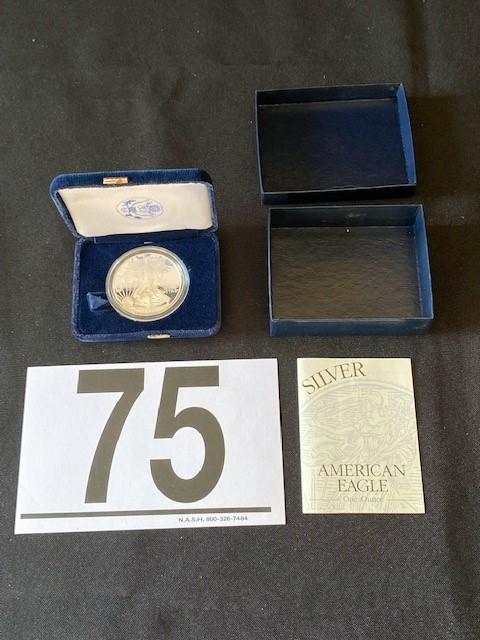 75
N.A.S.H. 800-326-7484
SILVER
AMERICAN
EAGLE
One Ounce